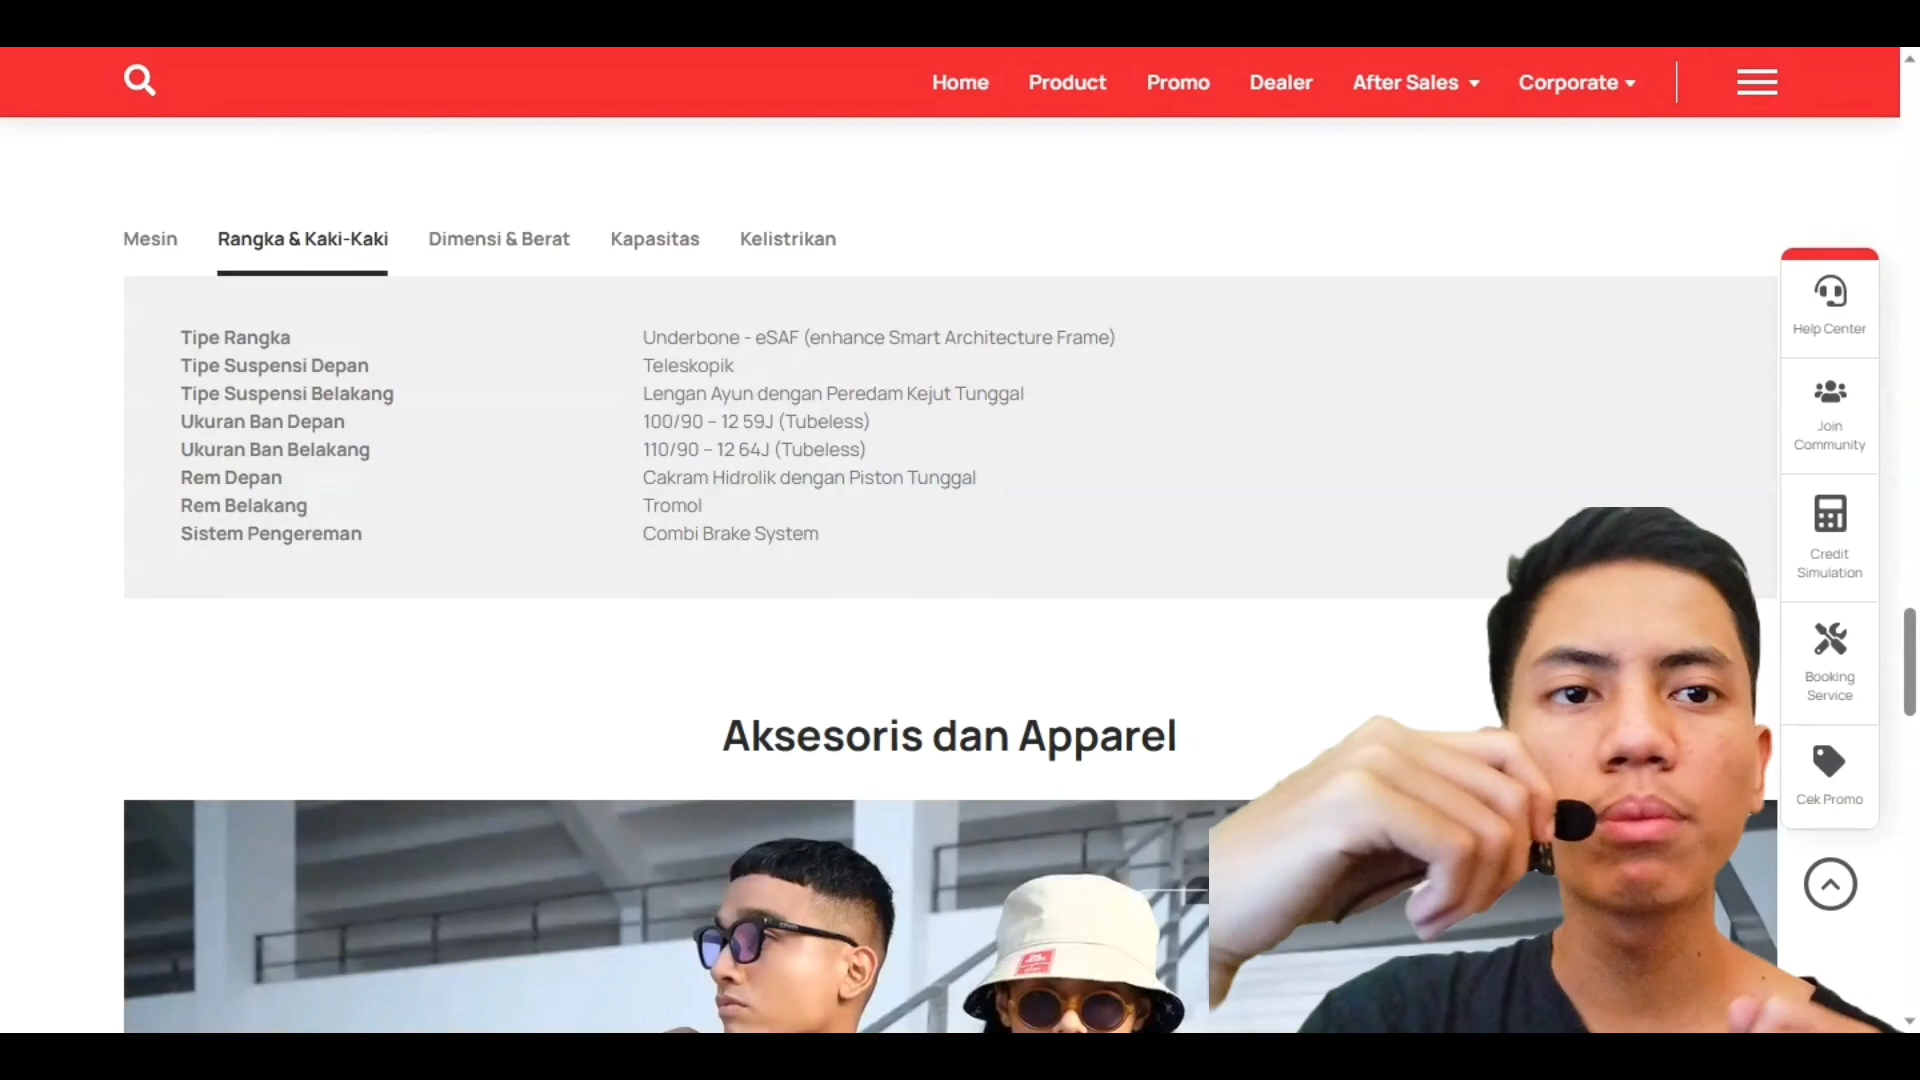 Home Product Promo Dealer After Sales Corporate
Mesin Rangka & Kaki-Kaki Dimensi & Berat Kapasitas Kelistrikan
Tipe Rangka Underbone - eSAF (enhance Smart Architecture Frame)
Tipe Suspensi Depan Teleskopik
Tipe Suspensi Belakang Lengan Ayun dengan Peredam Kejut Tunggal
Ukuran Ban Depan 100/90 – 12 59J (Tubeless)
Ukuran Ban Belakang 110/90 – 12 64J (Tubeless)
Rem Depan Cakram Hidrolik dengan Piston Tunggal
Rem Belakang Tromol
Sistem Pengereman Combi Brake System
Help Center
Join
Community
Credit
Simulation
Booking
Service
Cek Promo
Aksesoris dan Apparel